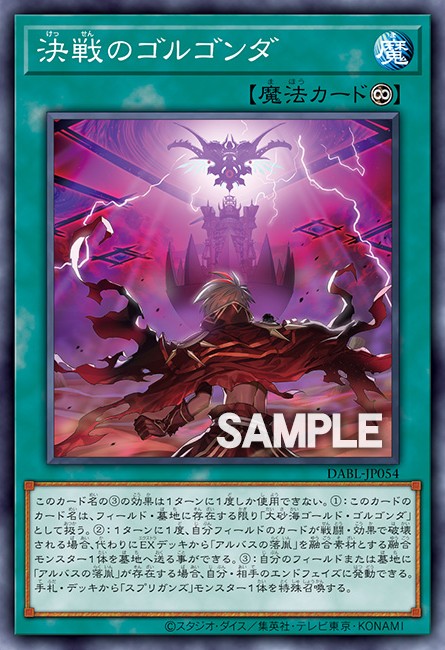 決戦のゴルゴンダ
魔
【魔法カード】
SAMPLE
DABL-JP054
このカード名の③の効果は1ターンに1度しか使用できない。①:このカードの
カード名は、フィールド・墓地に存在する限り「大砂海ゴールド・ゴルゴンダ」
として扱う。②:1ターンに1度、自分フィールドのカードが戦闘・効果で破壊
される場合、代わりにEXデッキから「アルバスの落胤」を融合素材とする融合
モンスター1体を墓地へ送る事ができる。③:自分のフィールドまたは墓地に
「アルバスの落胤」が存在する場合、自分・相手のエンドフェイズに発動できる。
手札・デッキから「スプリガンズ」モンスター1体を特殊召喚する。
©スタジオ・ダイス/集英社・テレビ東京・KONAMI